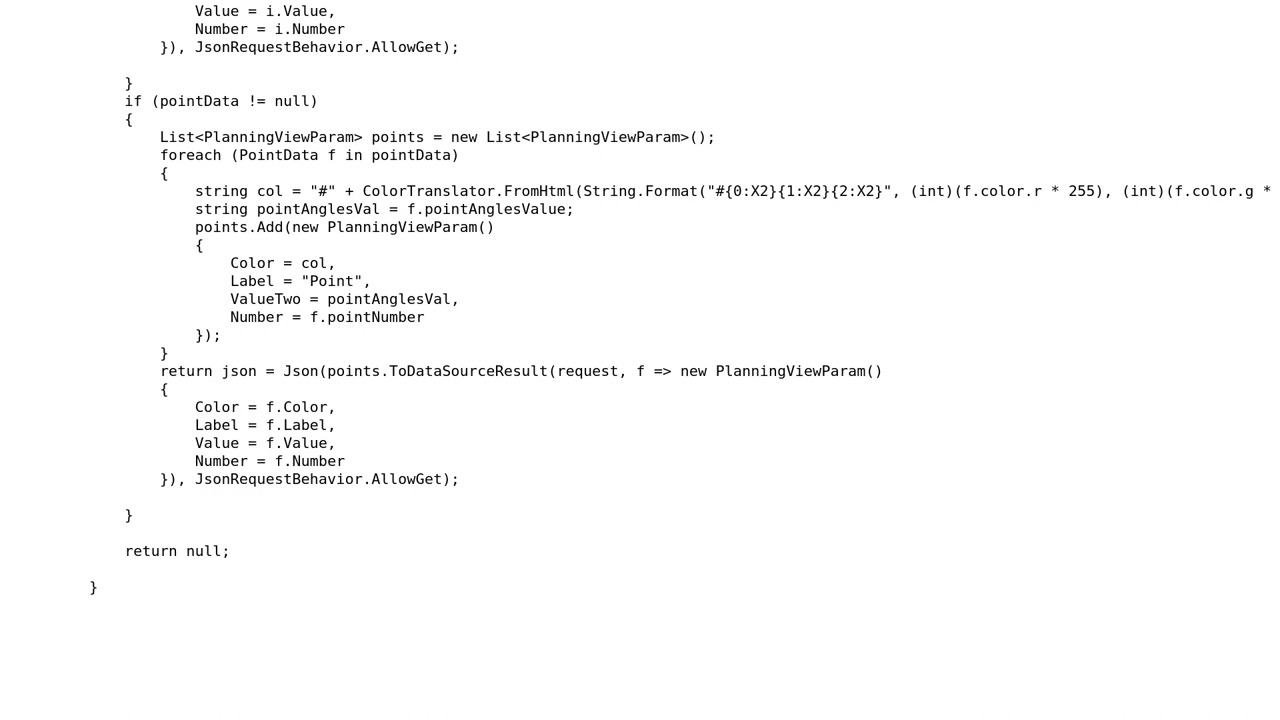 Value = i.Value,
Number = i.Number
}), JsonRequestBehavior.AllowGet);
}
if (pointData != null)
{
List<PlanningViewParam> points = new List<PlanningViewParam>();
foreach (PointData f in pointData)
{
string col = "#" + ColorTranslator.FromHtml(String.Format("#{0:X2}{1:X2}{2:X2}", (int)(f.color.r * 255), (int)(f.color.g *
string pointAnglesVal = f.pointAnglesValue;
points.Add(new PlanningViewParam()
{
Color = col,
Label = "Point",
ValueTwo = pointAnglesVal,
Number = f.pointNumber
});
}
return json = Json(points.ToDataSourceResult(request, f => new PlanningViewParam()
{
Color = f.Color,
Label = f.Label,
Value = f.Value,
Number = f.Number
}), JsonRequestBehavior.AllowGet);
}
return null;
}